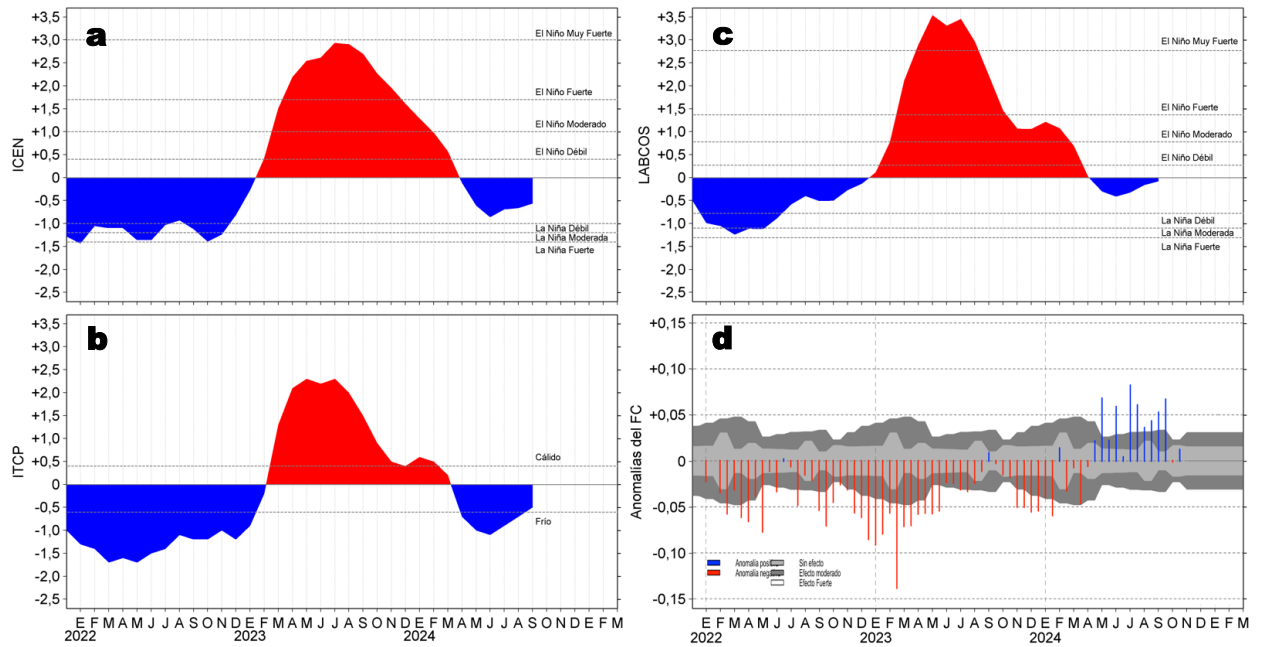 a
ICEN
+3,5
+3,0
+2,5
+2,0
+1,5
+1,0
+0,5
0
-0,5
-1,0
-1,5
-2,0
-2,5
El Niño Muy Fuerte
El Niño Fuerte
El Niño Moderado
El Niño Débil
La Niña Débil
La Niña Moderada
La Niña Fuerte
c
LABCOS
+3,5
+3,0
+2,5
+2,0
+1,5
+1,0
+0,5
0
-0,5
-1,0
-1,5
-2,0
-2,5
El Niño Muy Fuerte
El Niño Fuerte
El Niño Moderado
El Niño Débil
La Niña Débil
La Niña Moderada
La Niña Fuerte
b
ITCP
+3,5
+3,0
+2,5
+2,0
+1,5
+1,0
+0,5
0
-0,5
-1,0
-1,5
-2,0
-2,5
Cálido
Frío
E F M A M J J A S O N D E F M A M J J A S O N D E F M A M J J A S O N D E F M
2022 2023 2024
d
Anomalías del FC
+0,15
+0,10
+0,05
0
-0,05
-0,10
-0,15
Anomalía Sin efecto
Anomalía Efecto moderado
Efecto Fuerte
E F M A M J J A S O N D E F M A M J J A S O N D E F M A M J J A S O N D E F M
2022 2023 2024